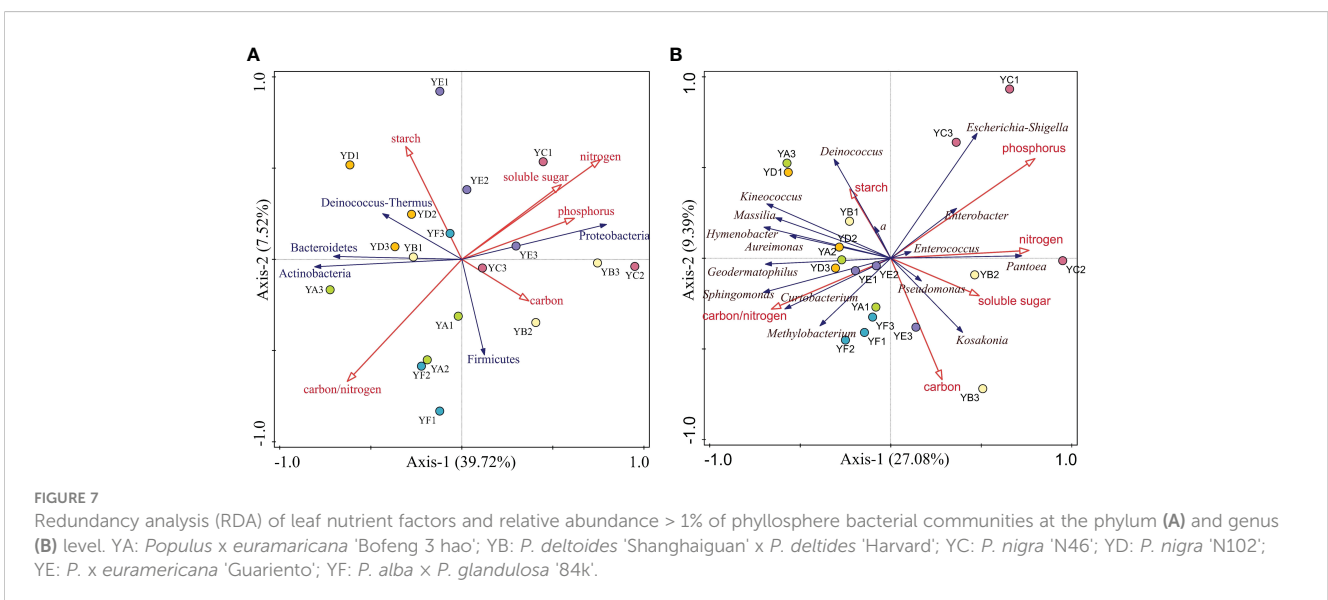 A
1.0
YE1
starch
YC1
nitrogen
YD1
soluble sugar
YE2
Deinococcus-Thermus
YD2
phosphorus
YF3
Proteobacteria
Bacteroidetes
YD3
YB1
YE3
Actinobacteria
YC3
YB3
YC2
YA3
carbon
YA1
YB2
Firmicutes
YF2
YA2
carbon/nitrogen
YF1
Axis-2 (7.52%)
-1.0
-1.0
Axis-1 (39.72%)
1.0
B
1.0
YC1
Escherichia-Shigella
YC3
phosphorus
YA3
Deinococcus
YD1
starch
Kineococcus
Massilia
YB1
Enterobacter
Hymenobacter
a
YD2
nitrogen
Aureimonas
YA2
Enterococcus
Geodermatophilus
YD3
YE1
YE2
YB2
Pantoea
YC2
Sphingomonas
Curtobacterium
Pseudomonas
soluble sugar
carbon/nitrogen
YA1
Methylobacterium
YF3
YE3
Kosakonia
YF2
YF1
carbon
YB3
Axis-2 (9.39%)
-1.0
-1.0
Axis-1 (27.08%)
1.0
FIGURE 7
Redundancy analysis (RDA) of leaf nutrient factors and relative abundance > 1% of phyllosphere bacterial communities at the phylum (A) and genus
(B) level. YA: Populus x euramaricana 'Bofeng 3 hao'; YB: P. deltoides 'Shanghaiguan' x P. deltides 'Harvard'; YC: P. nigra 'N46'; YD: P. nigra 'N102';
YE: P. x euramericana 'Guariento'; YF: P. alba × P. glandulosa '84k'.